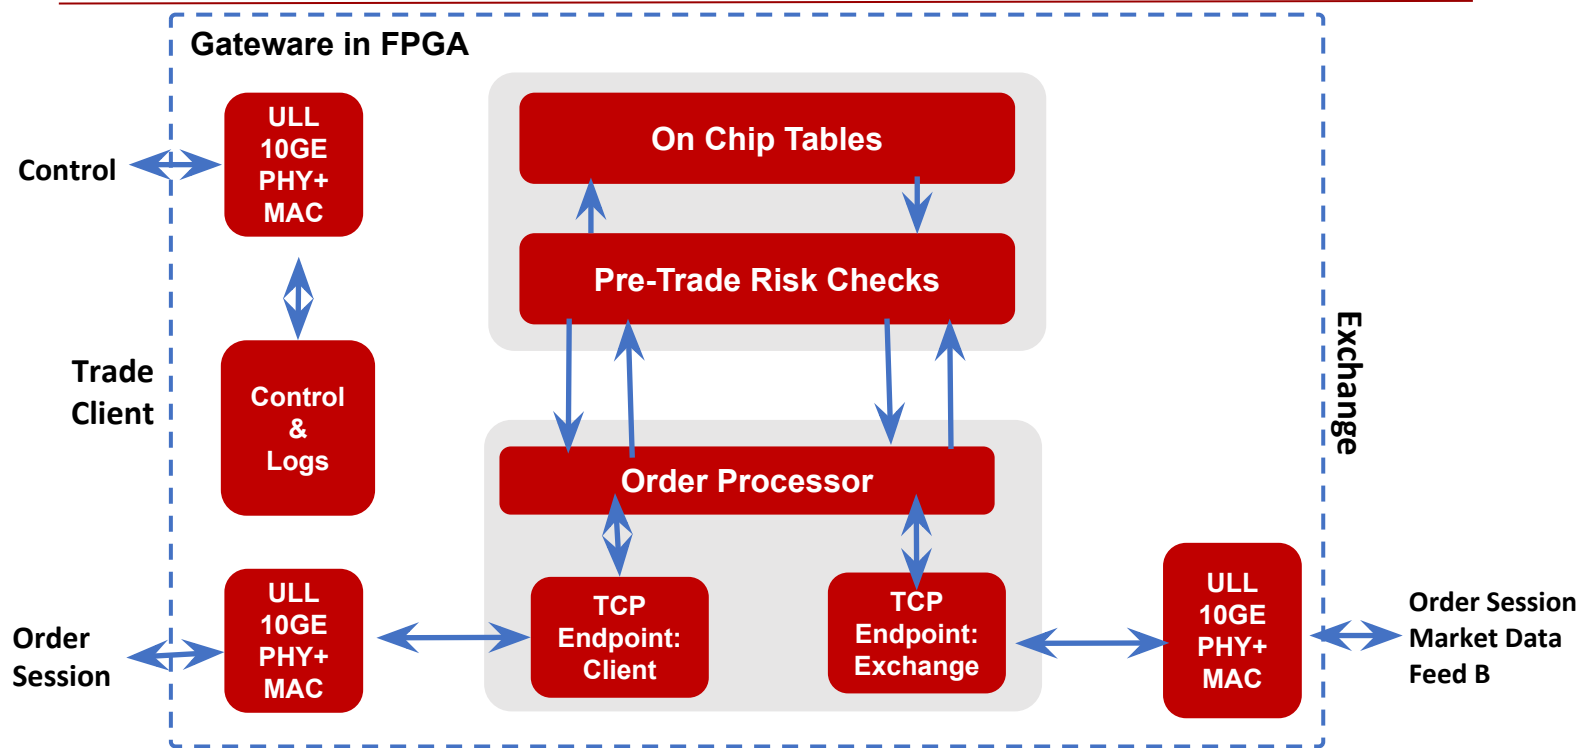 Gateware in FPGA
ULL
10GE
PHY+
MAC
Control
On Chip Tables
Pre-Trade Risk Checks
Trade
Client
Control
&
Logs
Exchange
Order Processor
ULL
10GE
PHY+
MAC
Order
Session
TCP
Endpoint:
Client
TCP
Endpoint:
Exchange
ULL
10GE
PHY+
MAC
Order Session
Market Data
Feed B